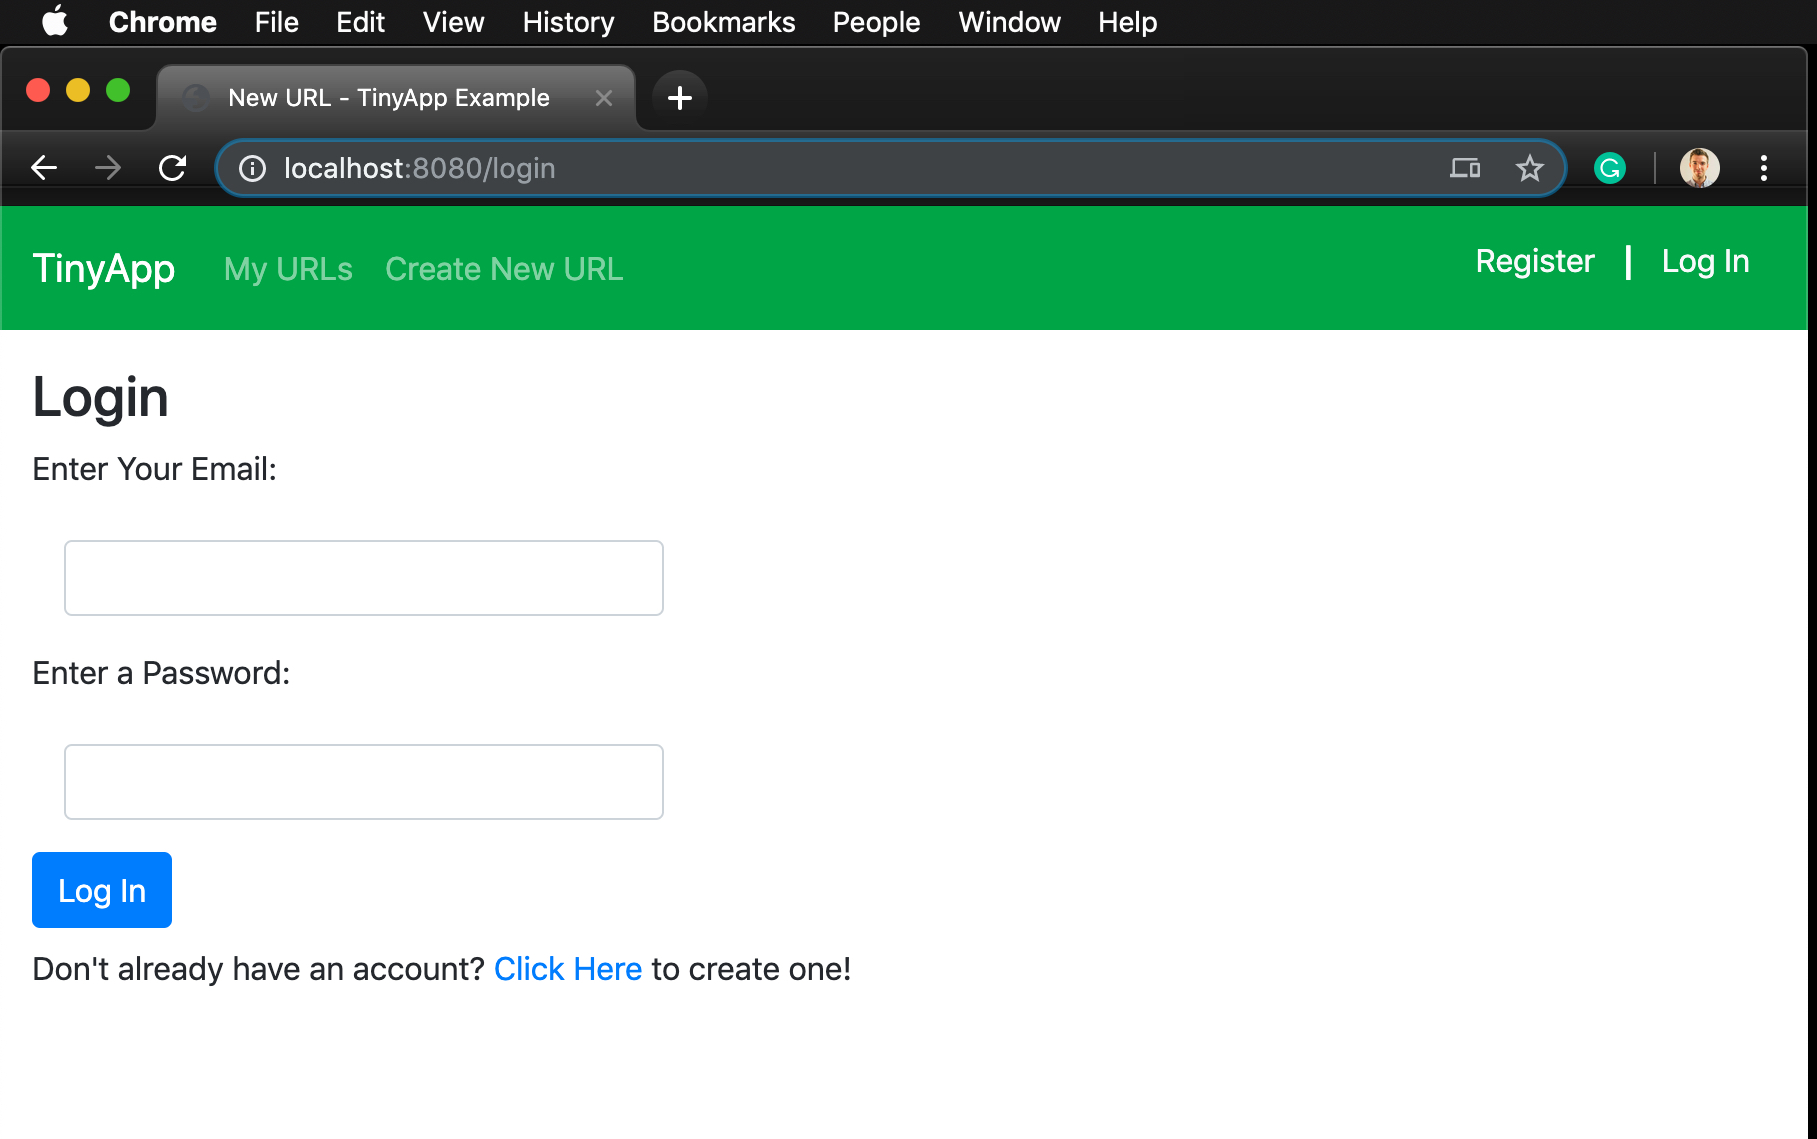 Chrome File Edit View History Bookmarks People Window Help
New URL - TinyApp Example
localhost:8080/login
TinyApp My URLs Create New URL Register | Log In
Login
Enter Your Email:
Enter a Password:
Log In
Don't already have an account? Click Here to create one!